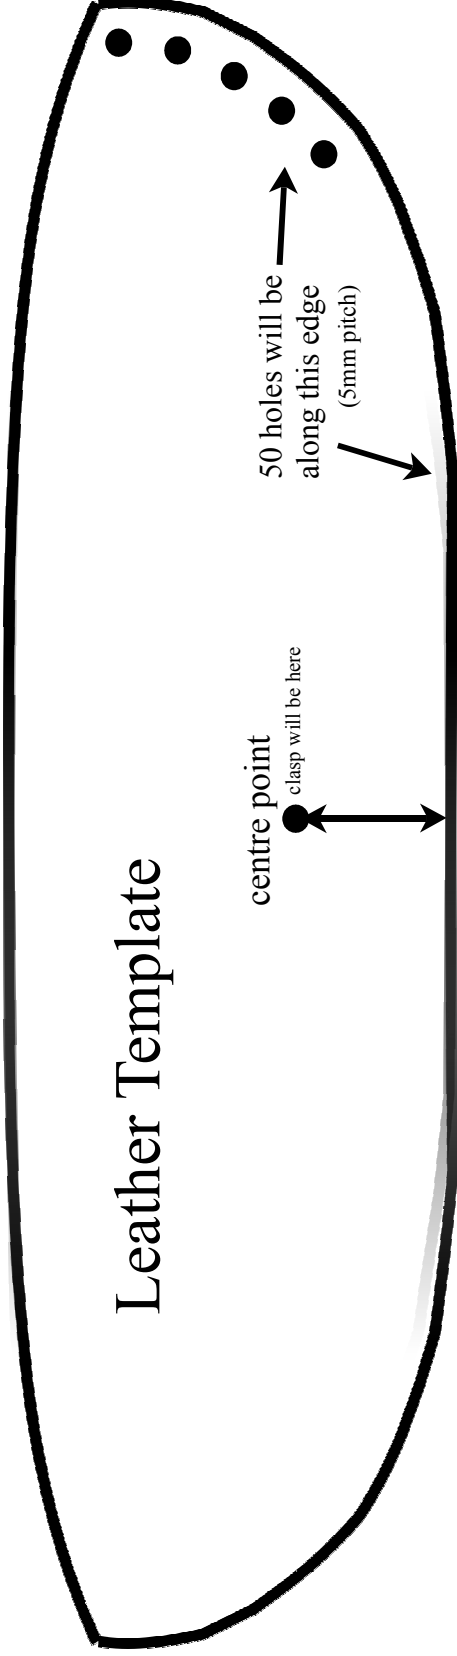 Leather Template
centre point
clasp will be here
50 holes will be
along this edge
(5mm pitch)